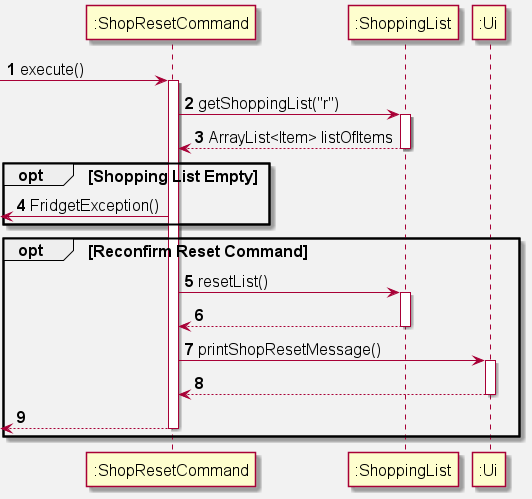 :ShopResetCommand :ShoppingList :Ui
1 execute()
2 getShoppingList("r")
3 ArrayList<Item> listOfItems
opt [Shopping List Empty]
4 FridgetException()
opt [Reconfirm Reset Command]
5 resetList()
6
7 printShopResetMessage()
8
9
:ShopResetCommand :ShoppingList :Ui